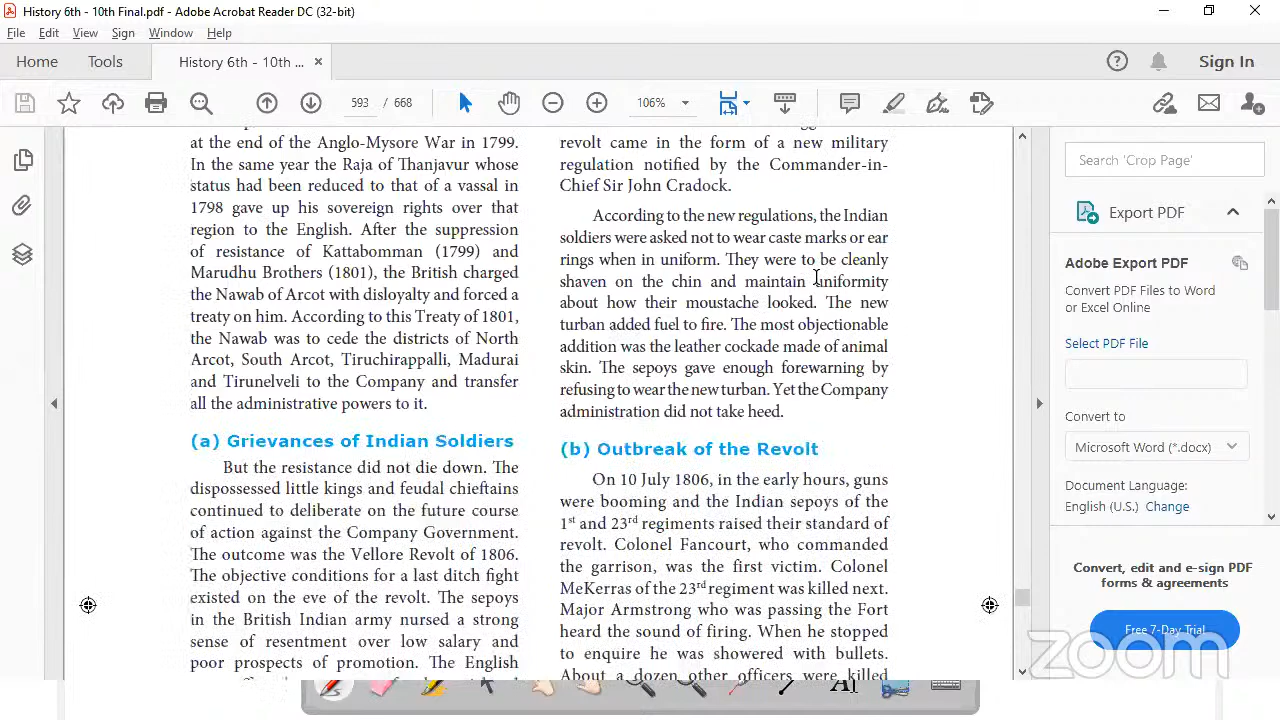 History 6th - 10th Final.pdf - Adobe Acrobat Reader DC (32-bit)
File Edit View Sign Window Help
Home Tools History 6th - 10th ... Sign In
593 / 668 106%
at the end of the Anglo-Mysore War in 1799.
In the same year the Raja of Thanjavur whose
status had been reduced to that of a vassal in
1798 gave up his sovereign rights over that
region to the English. After the suppression
of resistance of Kattabomman (1799) and
Marudhu Brothers (1801), the British charged
the Nawab of Arcot with disloyalty and forced a
treaty on him. According to this Treaty of 1801,
the Nawab was to cede the districts of North
Arcot, South Arcot, Tiruchirappalli, Madurai
and Tirunelveli to the Company and transfer
all the administrative powers to it.
(a) Grievances of Indian Soldiers
But the resistance did not die down. The
dispossessed little kings and feudal chieftains
continued to deliberate on the future course
of action against the Company Government.
The outcome was the Vellore Revolt of 1806.
The objective conditions for a last ditch fight
existed on the eve of the revolt. The sepoys
in the British Indian army nursed a strong
sense of resentment over low salary and
poor prospects of promotion. The English
revolt came in the form of a new military
regulation notified by the Commander-in-
Chief Sir John Cradock.
According to the new regulations, the Indian
soldiers were asked not to wear caste marks or ear
rings when in uniform. They were to be cleanly
shaven on the chin and maintain uniformity
about how their moustache looked. The new
turban added fuel to fire. The most objectionable
addition was the leather cockade made of animal
skin. The sepoys gave enough forewarning by
refusing to wear the new turban. Yet the Company
administration did not take heed.
(b) Outbreak of the Revolt
On 10 July 1806, in the early hours, guns
were booming and the Indian sepoys of the
1st and 23rd regiments raised their standard of
revolt. Colonel Fancourt, who commanded
the garrison, was the first victim. Colonel
MeKerras of the 23rd regiment was killed next.
Major Armstrong who was passing the Fort
heard the sound of firing. When he stopped
to enquire he was showered with bullets.
About a dozen other officers were killed
Search 'Crop Page'
Export PDF
Adobe Export PDF
Convert PDF Files to Word
or Excel Online
Select PDF File
Convert to
Microsoft Word (*.docx)
Document Language:
English (U.S.) Change
Convert, edit and e-sign PDF
forms & agreements
Free 7-Day Trial
zoom